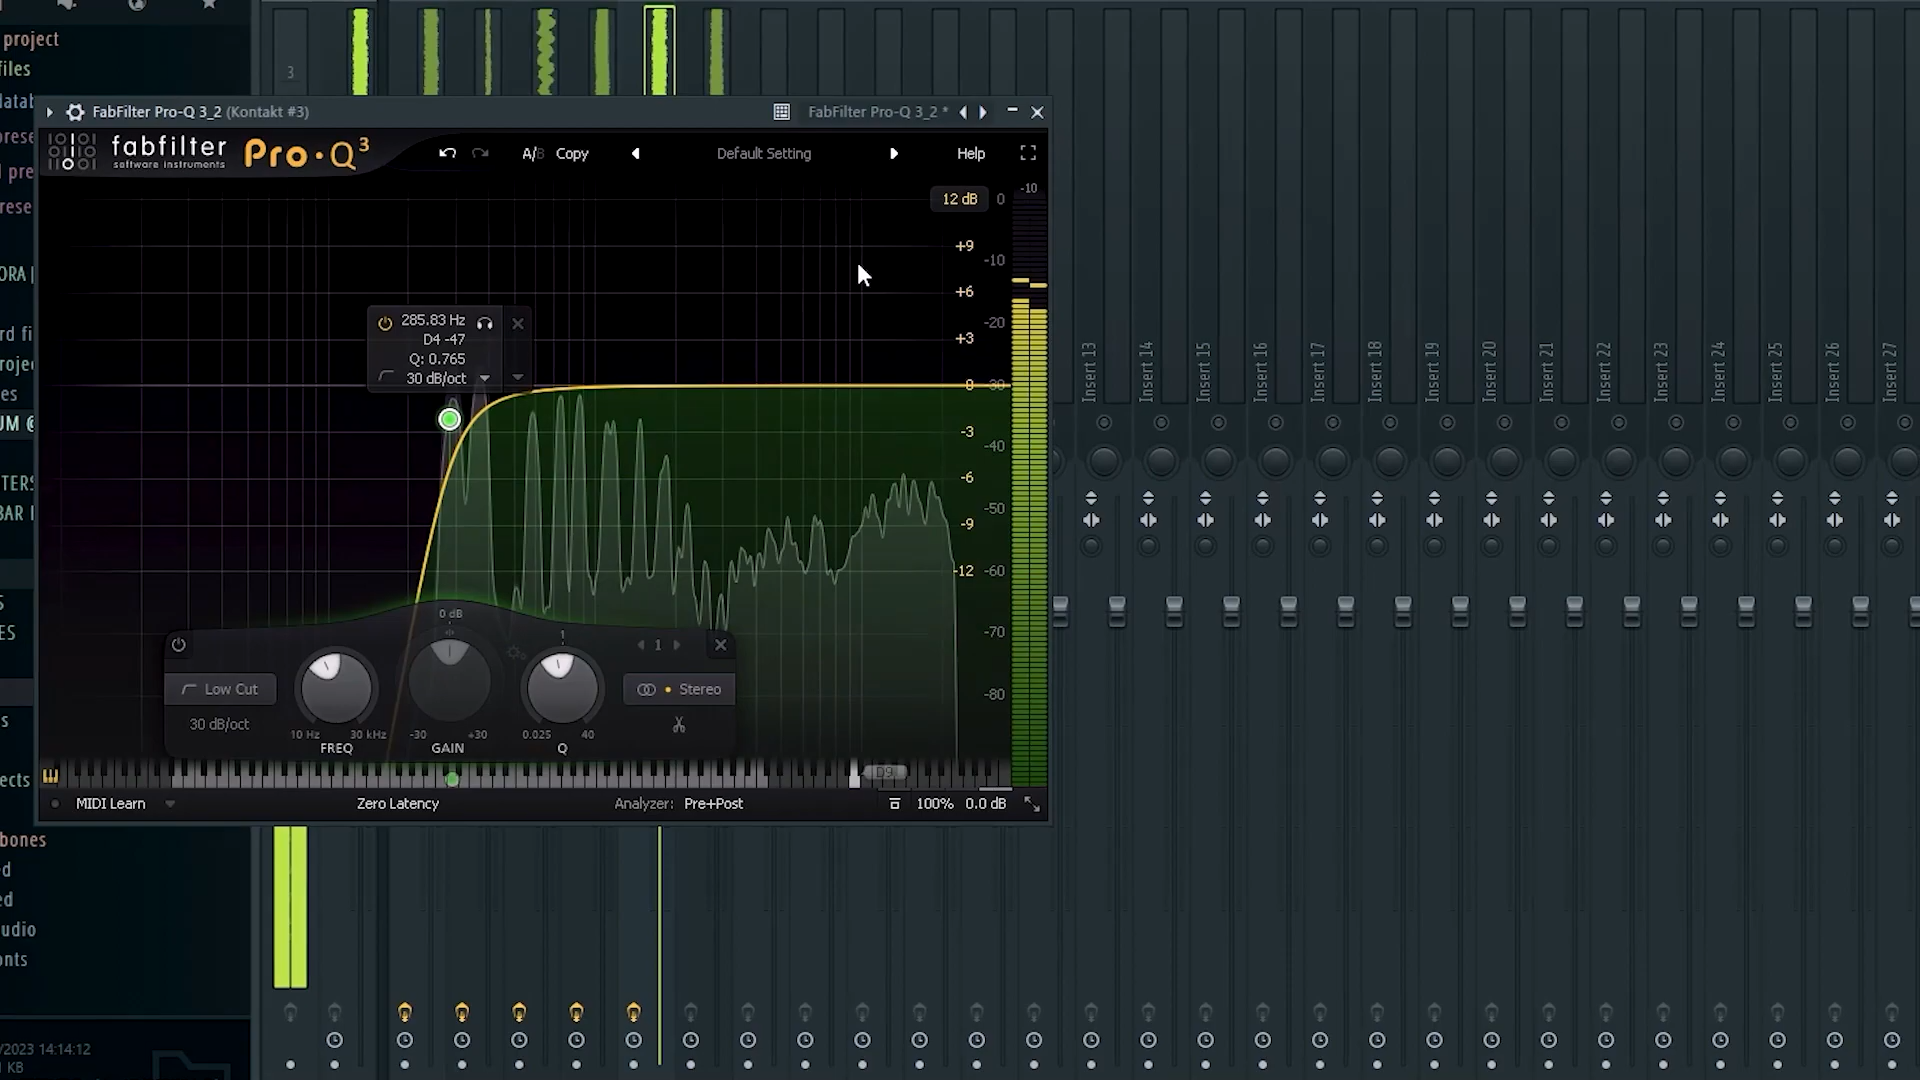 project
files
3
FabFilter Pro-Q 3_2 (Kontakt #3)
FabFilter Pro-Q 3_2 *
fabfilter
software instruments
Pro·Q3
A/B
Copy
Default Setting
Help
12 dB
0
-10
+9
-10
+6
-20
+3
0
-30
-3
-40
-6
-9
-50
-12
-60
-70
-80
285.83 Hz
D4 -47
Q: 0.765
30 dB/oct
0 dB
1
1
Low Cut
Stereo
30 dB/oct
10 Hz
30 kHz
-30
+30
0.025
40
FREQ
GAIN
Q
D9
MIDI Learn
Zero Latency
Analyzer: Pre+Post
100%
0.0 dB
Insert 13
Insert 14
Insert 15
Insert 16
Insert 17
Insert 18
Insert 19
Insert 20
Insert 21
Insert 22
Insert 23
Insert 24
Insert 25
Insert 26
Insert 27
bones
/2023 14:14:12
1 KB